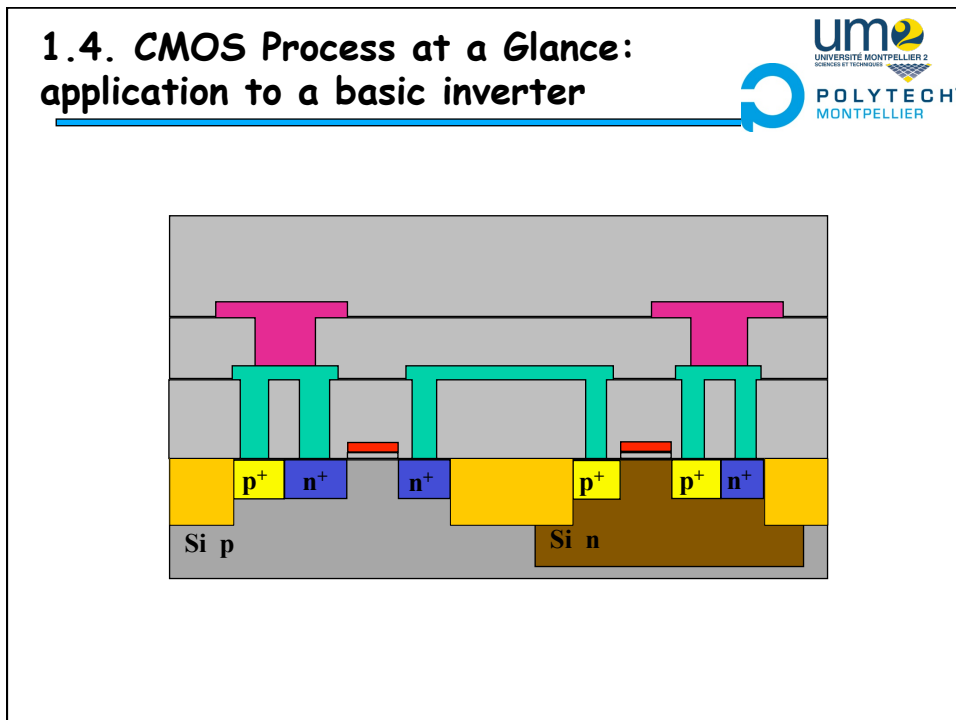 1.4. CMOS Process at a Glance:
application to a basic inverter
um2
UNIVERSITÉ MONTPELLIER 2
SCIENCES ET TECHNIQUES
POLYTECH'
MONTPELLIER
p+ n+ n+ p+ p+ n+
Si p Si n